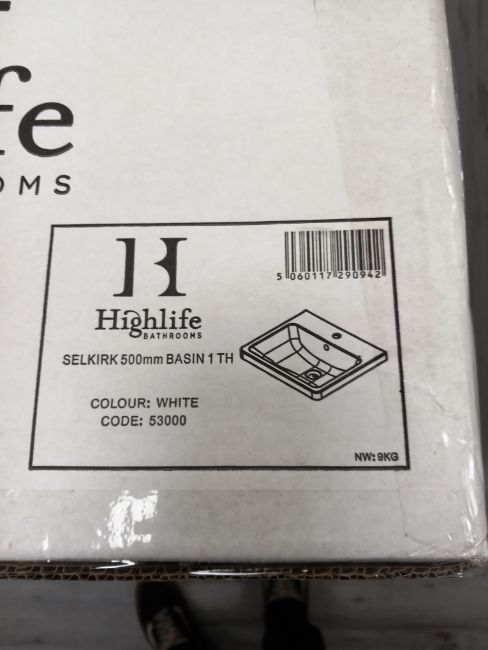 fe
OMS
Highlife
BATHROOMS
5 060117 290942
SELKIRK 500mm BASIN 1 TH
COLOUR: WHITE
CODE: 53000
NW: 9KG